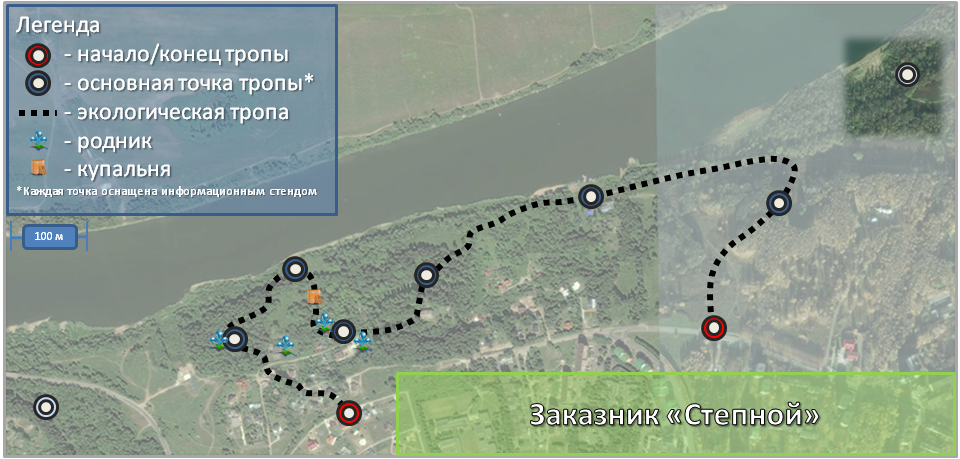 Легенда
- начало/конец тропы
- основная точка тропы*
- экологическая тропа
- родник
- купальня
*Каждая точка оснащена информационным стендом
100 м
Заказник «Степной»